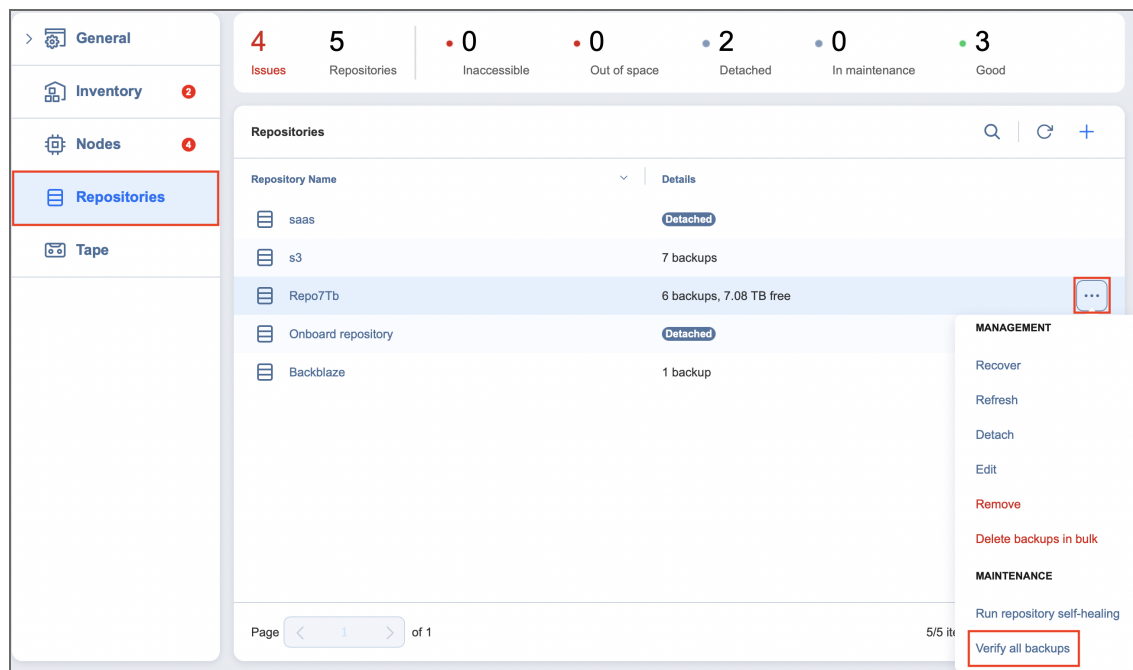 General
Inventory 2
Nodes 4
Repositories
Tape
4 5 0 0 2 0 3
Issues Repositories Inaccessible Out of space Detached In maintenance Good
Repositories
Repository Name Details
saas Detached
s3 7 backups
Repo7Tb 6 backups, 7.08 TB free
Onboard repository Detached
Backblaze 1 backup
MANAGEMENT
Recover
Refresh
Detach
Edit
Remove
Delete backups in bulk
MAINTENANCE
Run repository self-healing
Verify all backups
Page 1 of 1
5/5